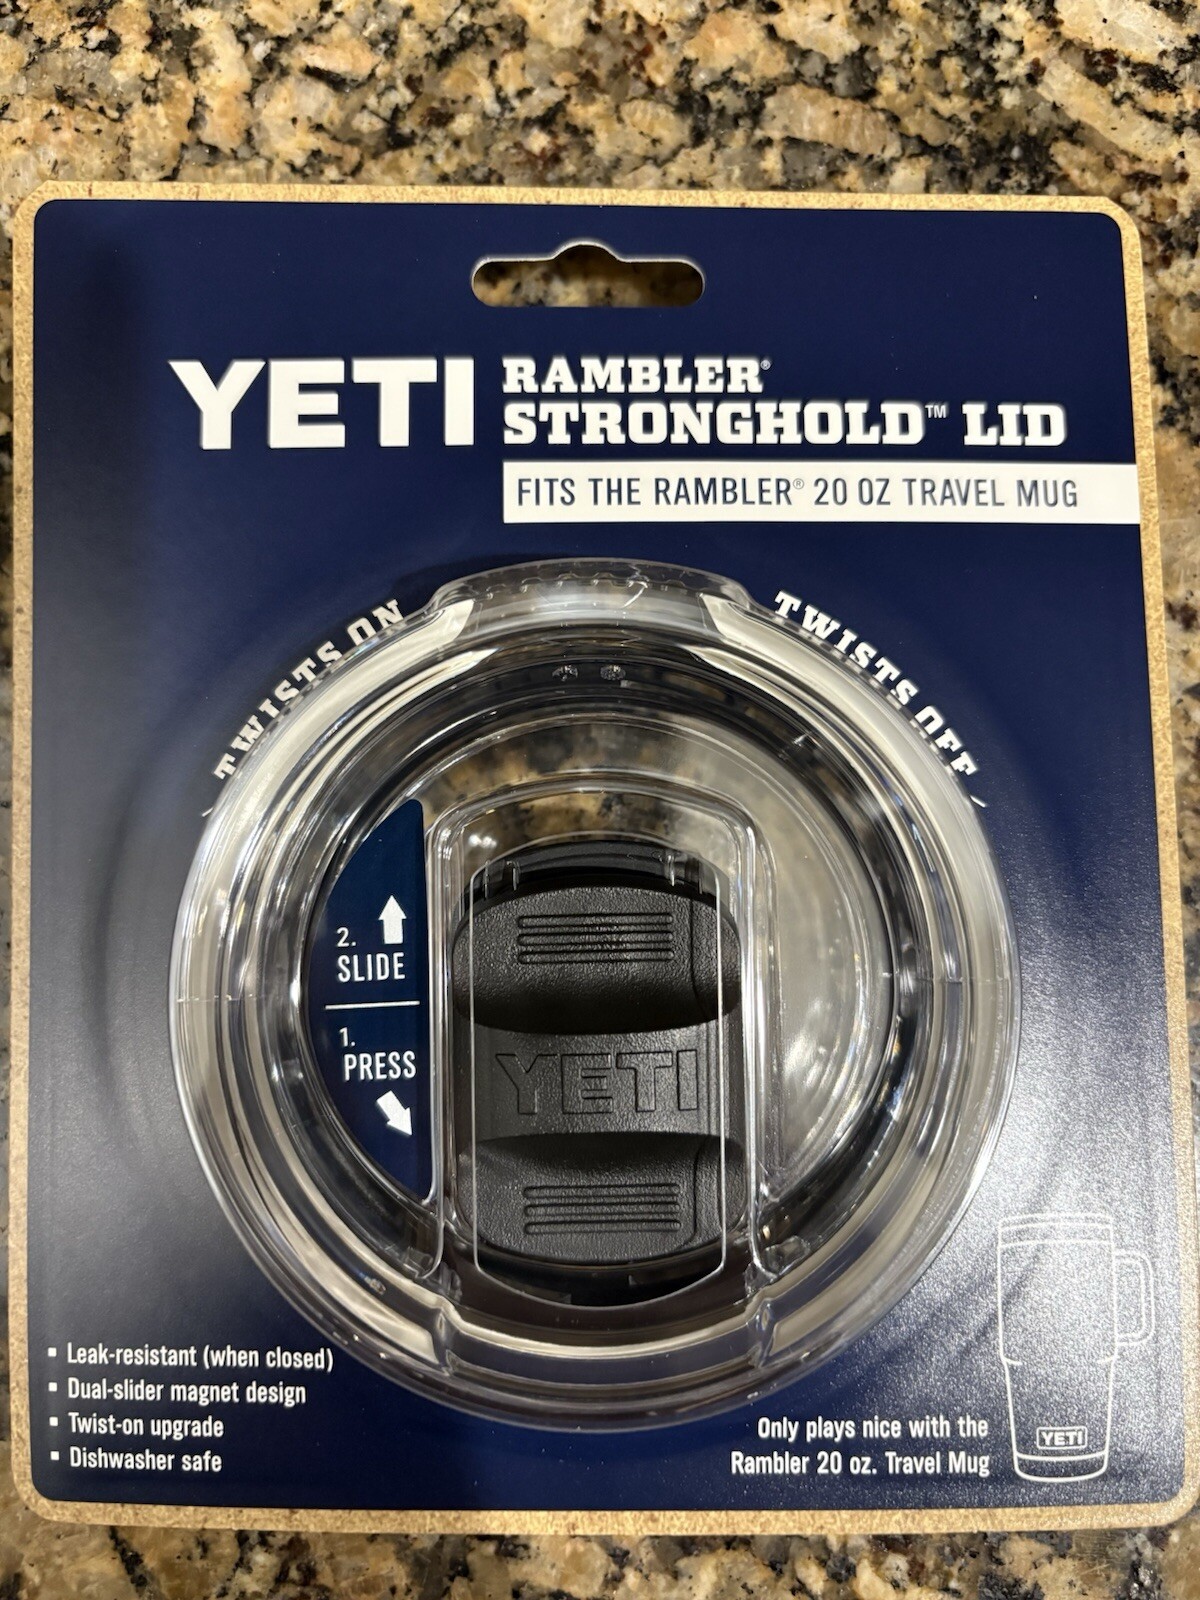 YETI
RAMBLER®
STRONGHOLD™ LID
FITS THE RAMBLER® 20 OZ TRAVEL MUG
TWISTS ON
TWISTS OFF
2.
SLIDE
1.
PRESS
YETI
▪ Leak-resistant (when closed)
▪ Dual-slider magnet design
▪ Twist-on upgrade
▪ Dishwasher safe
Only plays nice with the
Rambler 20 oz. Travel Mug
YETI